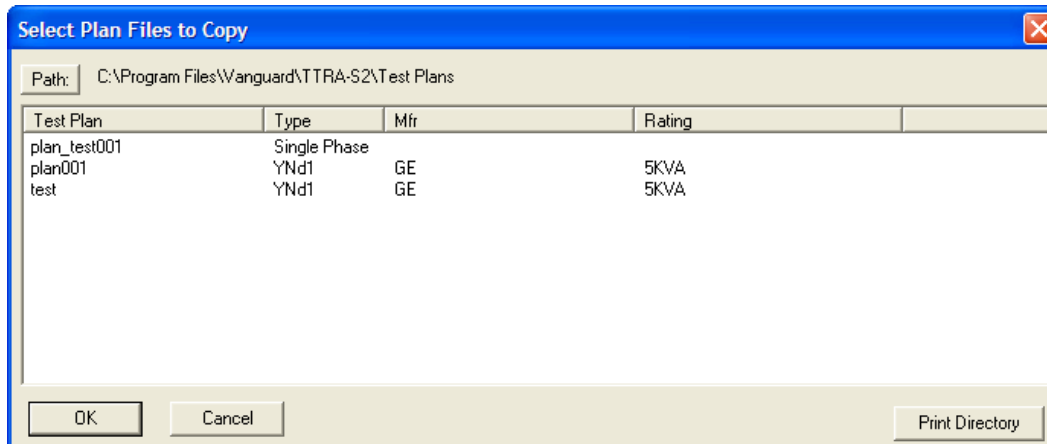 Select Plan Files to Copy
Path: C:\Program Files\Vanguard\TTRA-S2\Test Plans
Test Plan Type Mfr Rating
plan_test001 Single Phase
plan001 YNd1 GE 5KVA
test YNd1 GE 5KVA
OK Cancel Print Directory